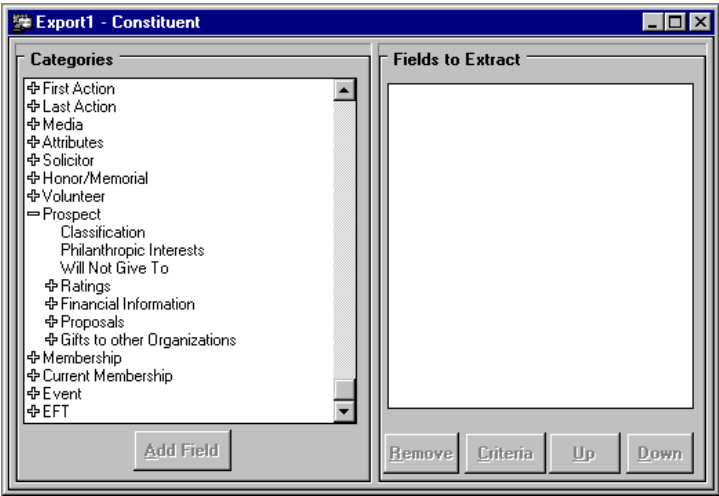 Export1 - Constituent
Categories
First Action
Last Action
Media
Attributes
Solicitor
Honor/Memorial
Volunteer
Prospect
Classification
Philanthropic Interests
Will Not Give To
Ratings
Financial Information
Proposals
Gifts to other Organizations
Membership
Current Membership
Event
EFT
Add Field
Fields to Extract
Remove Criteria Up Down